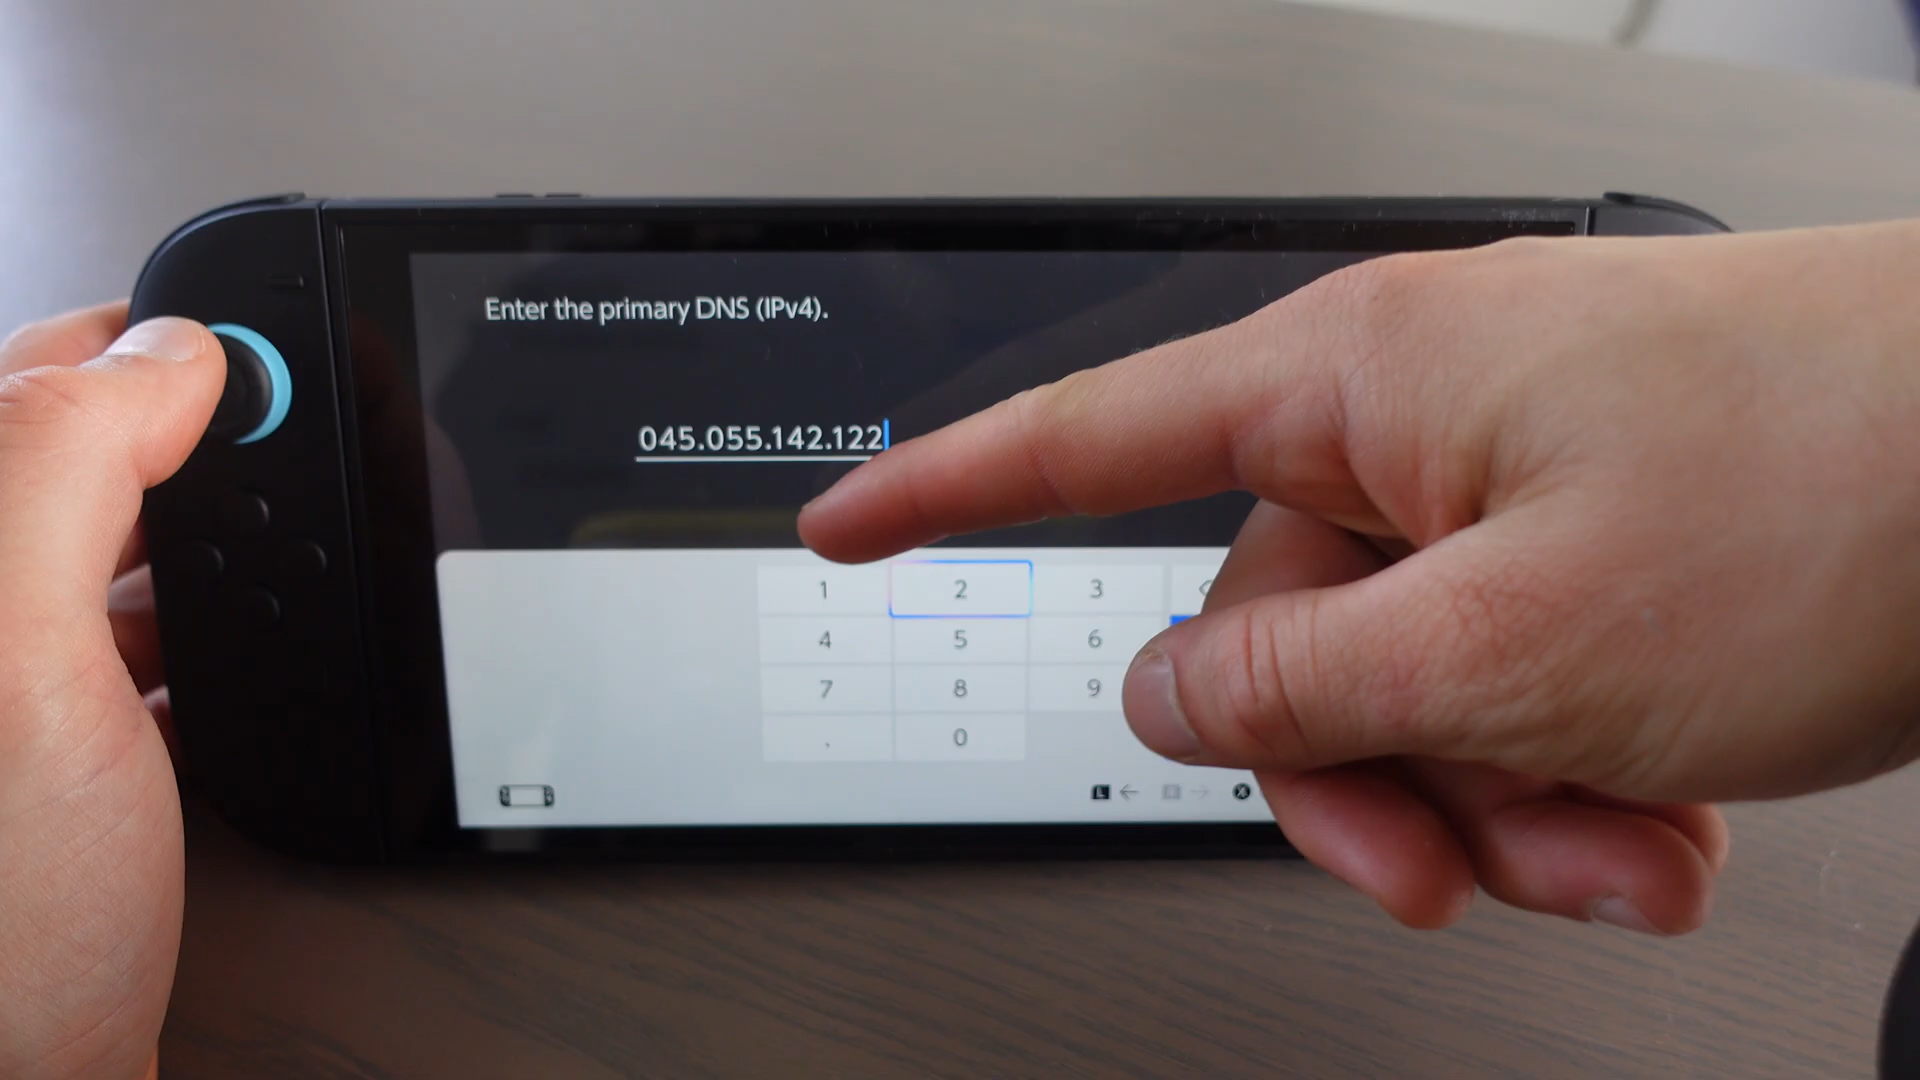 Enter the primary DNS (IPv4).
045.055.142.122
1 2 3
4 5 6
7 8 9
. 0
L